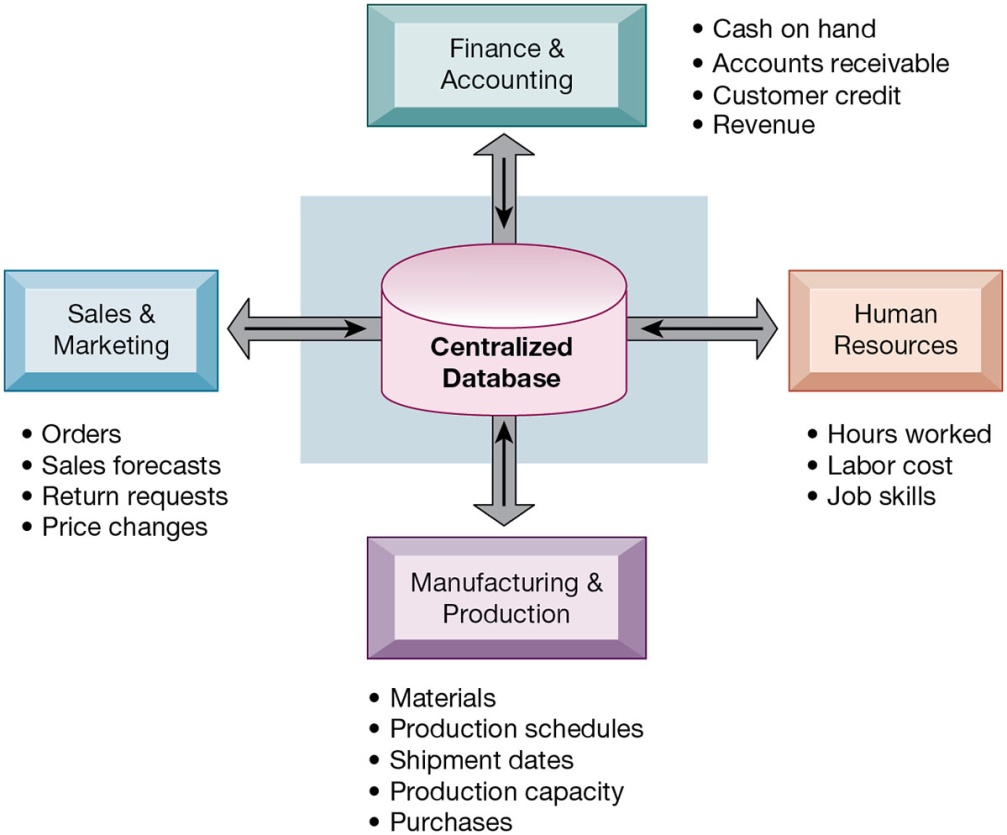 Finance &
Accounting
• Cash on hand
• Accounts receivable
• Customer credit
• Revenue
Sales &
Marketing
• Orders
• Sales forecasts
• Return requests
• Price changes
Centralized
Database
Human
Resources
• Hours worked
• Labor cost
• Job skills
Manufacturing &
Production
• Materials
• Production schedules
• Shipment dates
• Production capacity
• Purchases